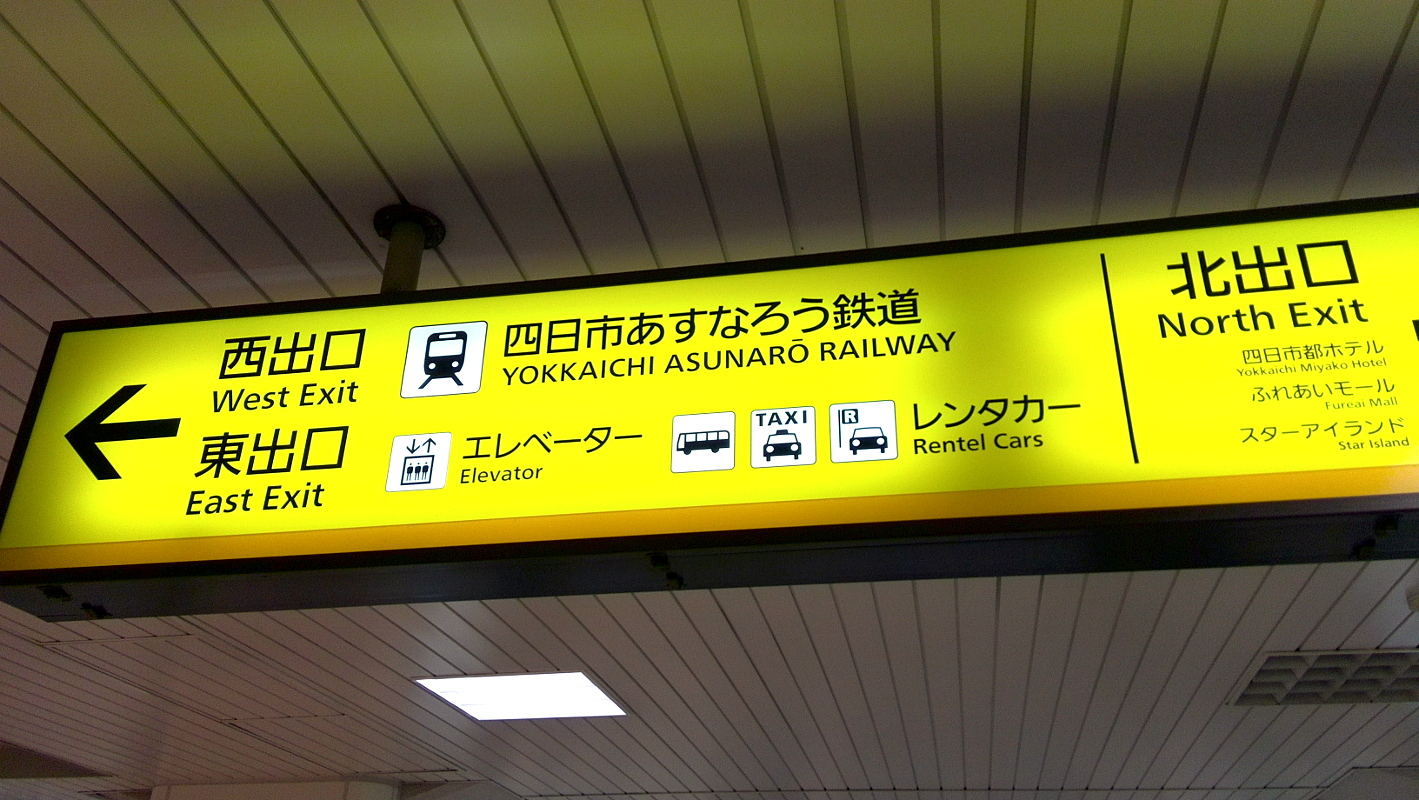 西出口
West Exit
東出口
East Exit
四日市あすなろう鉄道
YOKKAICHI ASUNARŌ RAILWAY
エレベーター
Elevator
TAXI
R
レンタカー
Rentel Cars
北出口
North Exit
四日市都ホテル
Yokkaichi Miyako Hotel
ふれあいモール
Fureai Mall
スターアイランド
Star Island